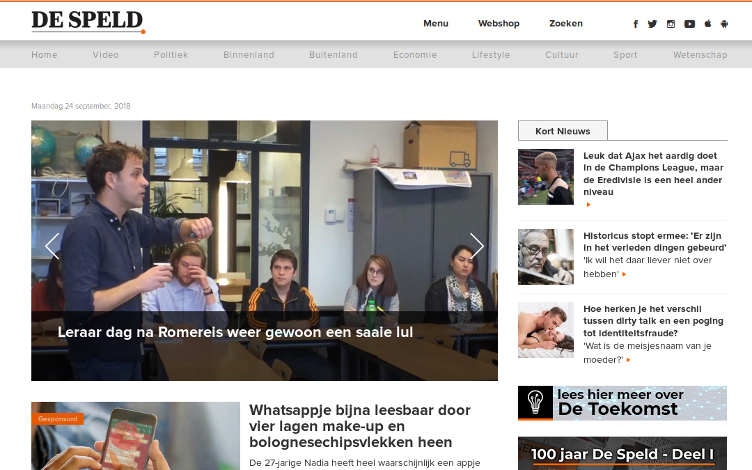 DE SPELD
Menu Webshop Zoeken
Home Video Politiek Binnenland Buitenland Economie Lifestyle Cultuur Sport Wetenschap
Maandag 24 september, 2018
Leraar dag na Romereis weer gewoon een saaie lul
Gesponsord
Whatsappje bijna leesbaar door
vier lagen make-up en
bolognesechipsvlekken heen
De 27-jarige Nadia heeft heel waarschijnlijk een appje
Kort Nieuws
Leuk dat Ajax het aardig doet
in de Champions League, maar
de Eredivisie is een heel ander
niveau
Historicus stopt ermee: 'Er zijn
in het verleden dingen gebeurd'
'Ik wil het daar liever niet over
hebben'
Hoe herken je het verschil
tussen dirty talk en een poging
tot identiteitsfraude?
'Wat is de meisjesnaam van je
moeder?'
lees hier meer over
De Toekomst
100 jaar De Speld - Deel I